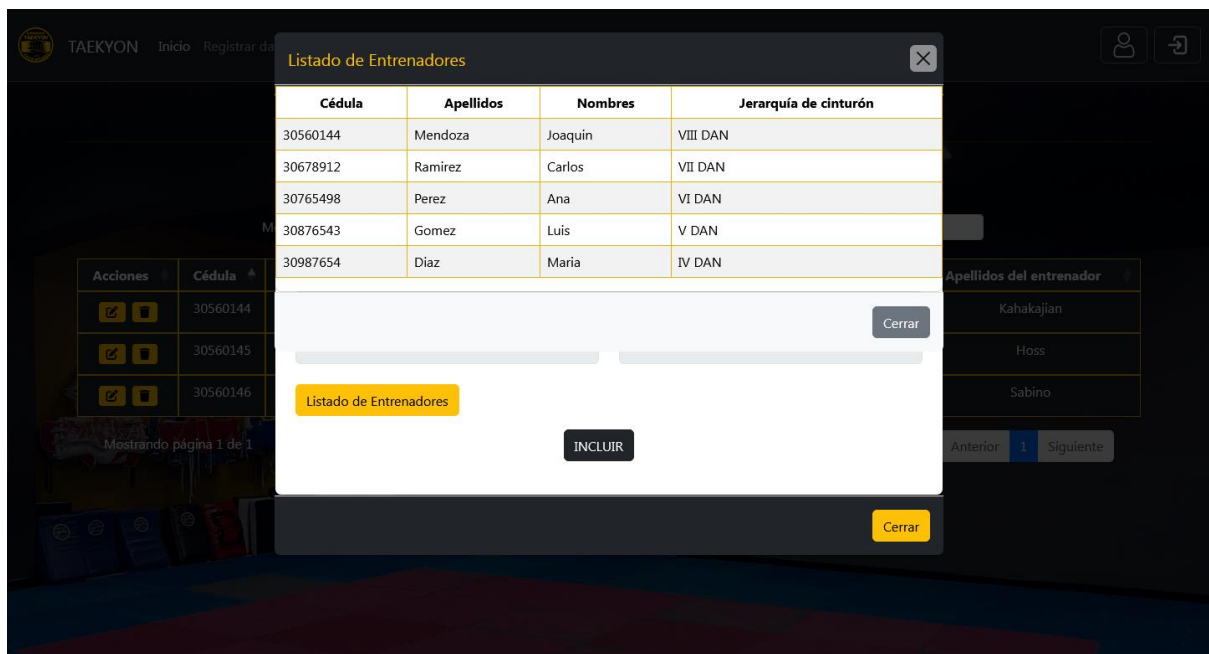 TAEKYON Inicio Registrar da
Listado de Entrenadores
Cédula Apellidos Nombres Jerarquía de cinturón
30560144 Mendoza Joaquin VIII DAN
30678912 Ramirez Carlos VII DAN
30765498 Perez Ana VI DAN
30876543 Gomez Luis V DAN
30987654 Diaz Maria IV DAN
Cerrar
Acciones Cédula Apellidos del entrenador
30560144 Kahakajian
30560145 Hoss
30560146 Sabino
Listado de Entrenadores
INCLUIR
Mostrando página 1 de 1 Anterior 1 Siguiente
Cerrar